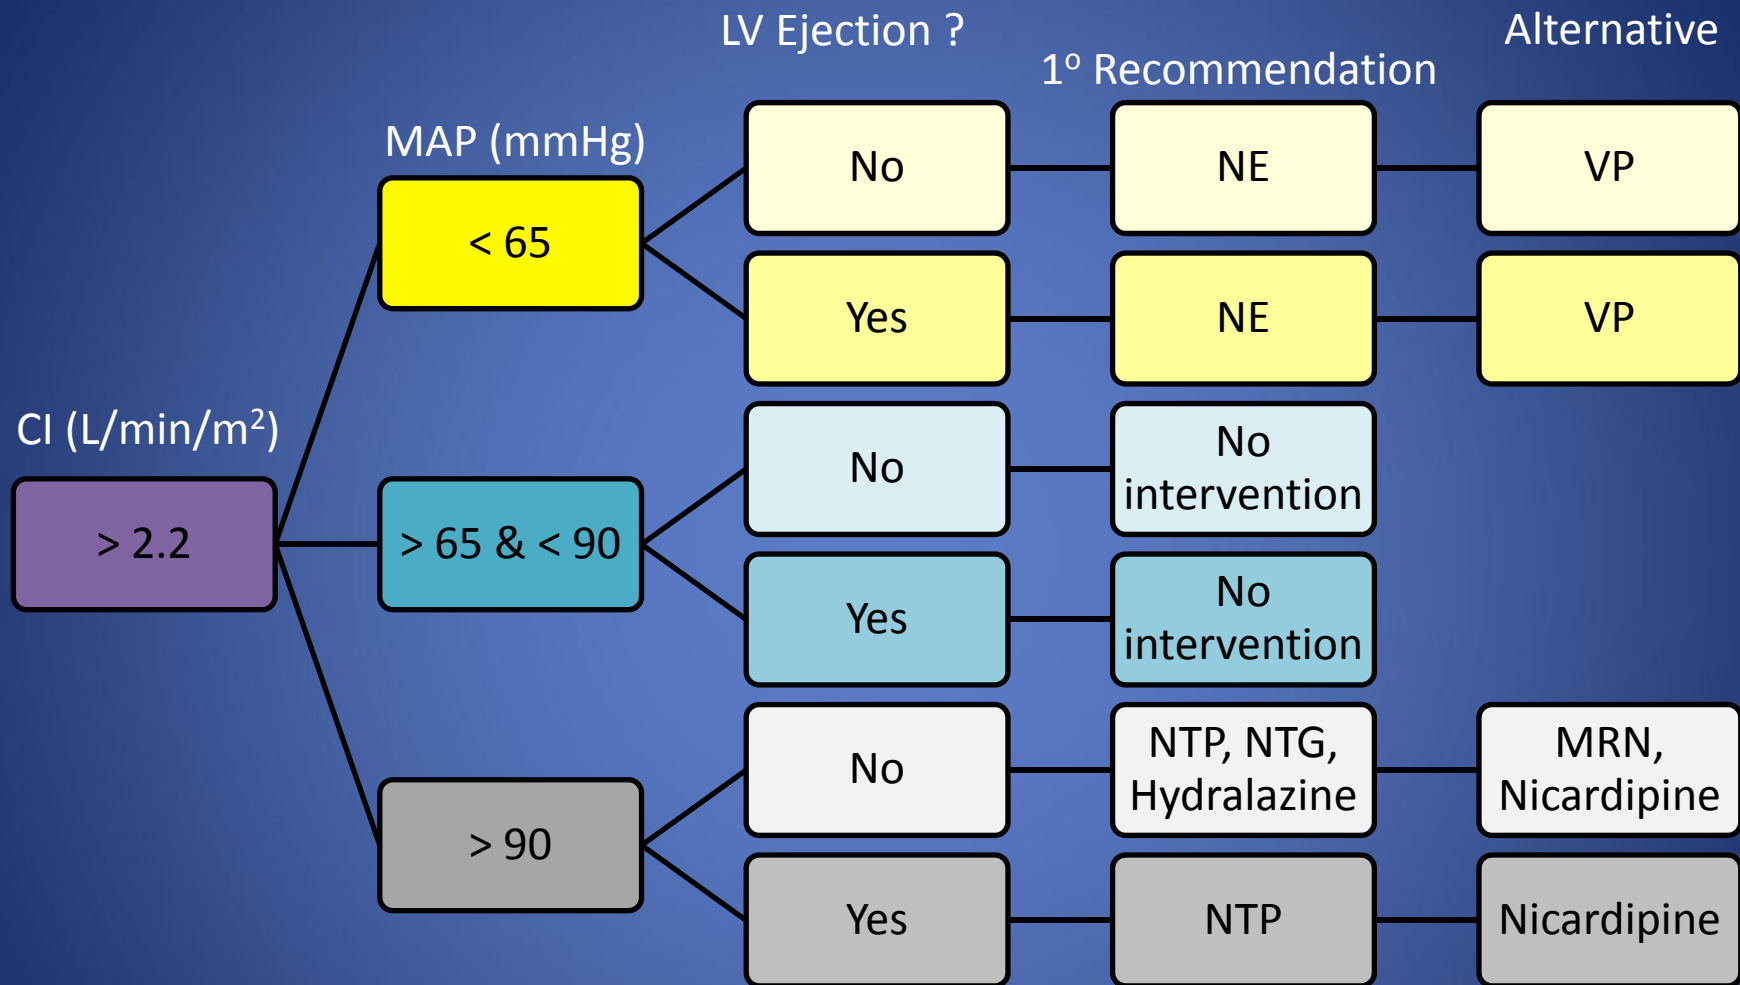 LV Ejection ?
Alternative
1º Recommendation
MAP (mmHg)
No
NE
VP
< 65
Yes
NE
VP
CI (L/min/m²)
No
No
intervention
> 2.2
> 65 & < 90
Yes
No
intervention
No
NTP, NTG,
Hydralazine
MRN,
Nicardipine
> 90
Yes
NTP
Nicardipine